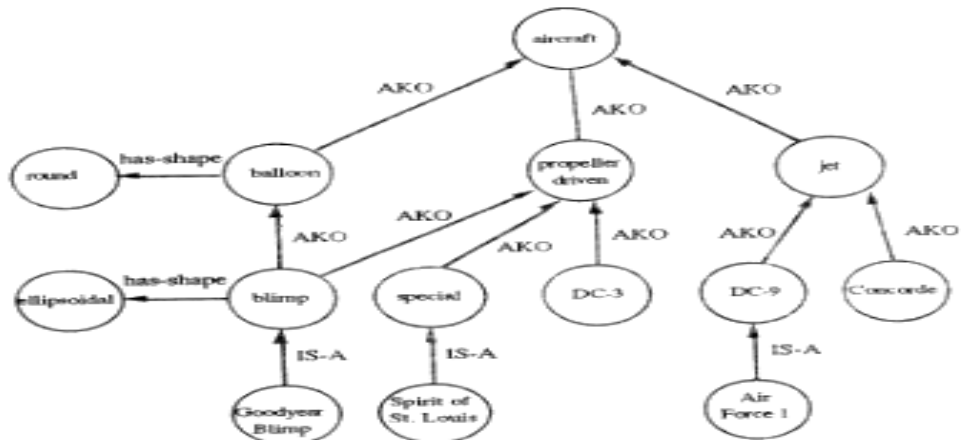 aircraft
AKO
AKO
AKO
round
has-shape
balloon
propeller
driven
jet
AKO
AKO
AKO
AKO
AKO
AKO
ellipsoidal
has-shape
blimp
special
DC-3
DC-9
Concorde
IS-A
IS-A
IS-A
Goodyear
Blimp
Spirit of
St. Louis
Air
Force 1